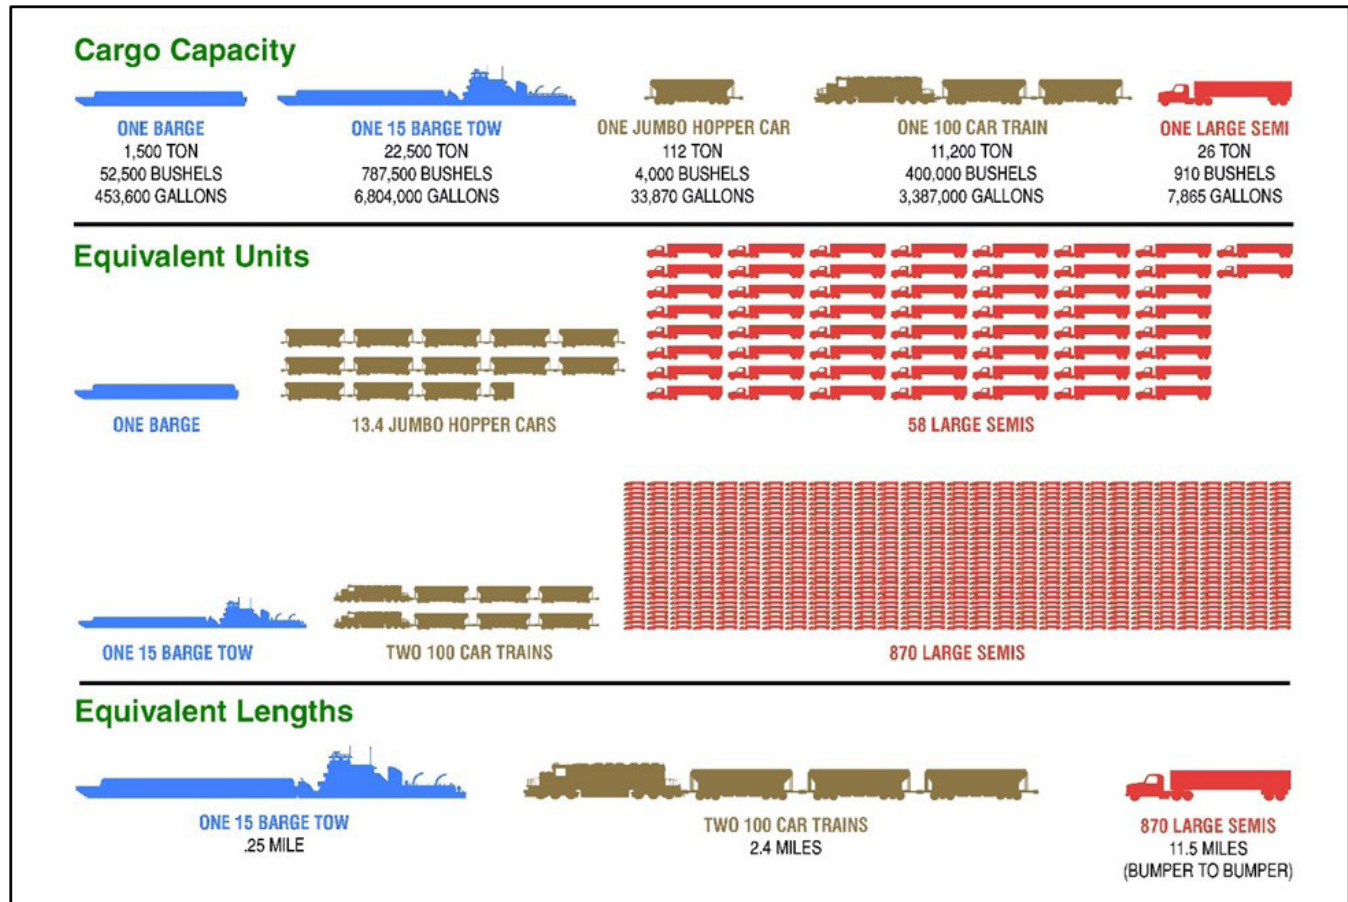 Cargo Capacity
ONE BARGE
1,500 TON
52,500 BUSHELS
453,600 GALLONS
ONE 15 BARGE TOW
22,500 TON
787,500 BUSHELS
6,804,000 GALLONS
ONE JUMBO HOPPER CAR
112 TON
4,000 BUSHELS
33,870 GALLONS
ONE 100 CAR TRAIN
11,200 TON
400,000 BUSHELS
3,387,000 GALLONS
ONE LARGE SEMI
26 TON
910 BUSHELS
7,865 GALLONS
Equivalent Units
ONE BARGE
13.4 JUMBO HOPPER CARS
58 LARGE SEMIS
ONE 15 BARGE TOW
TWO 100 CAR TRAINS
870 LARGE SEMIS
Equivalent Lengths
ONE 15 BARGE TOW
.25 MILE
TWO 100 CAR TRAINS
2.4 MILES
870 LARGE SEMIS
11.5 MILES
(BUMPER TO BUMPER)